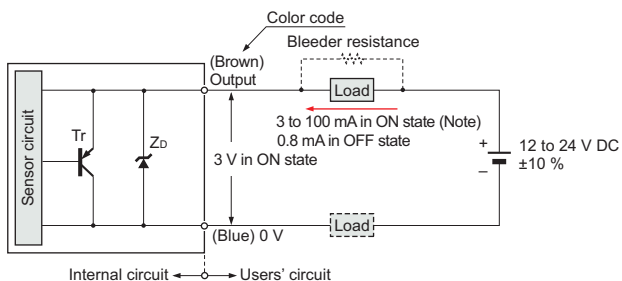 Color code
Bleeder resistance
(Brown)
Output
Load
3 to 100 mA in ON state (Note)
0.8 mA in OFF state
Sensor circuit
Tr
ZD
3 V in ON state
+
12 to 24 V DC
±10 %
–
Load
(Blue) 0 V
Internal circuit
Users' circuit